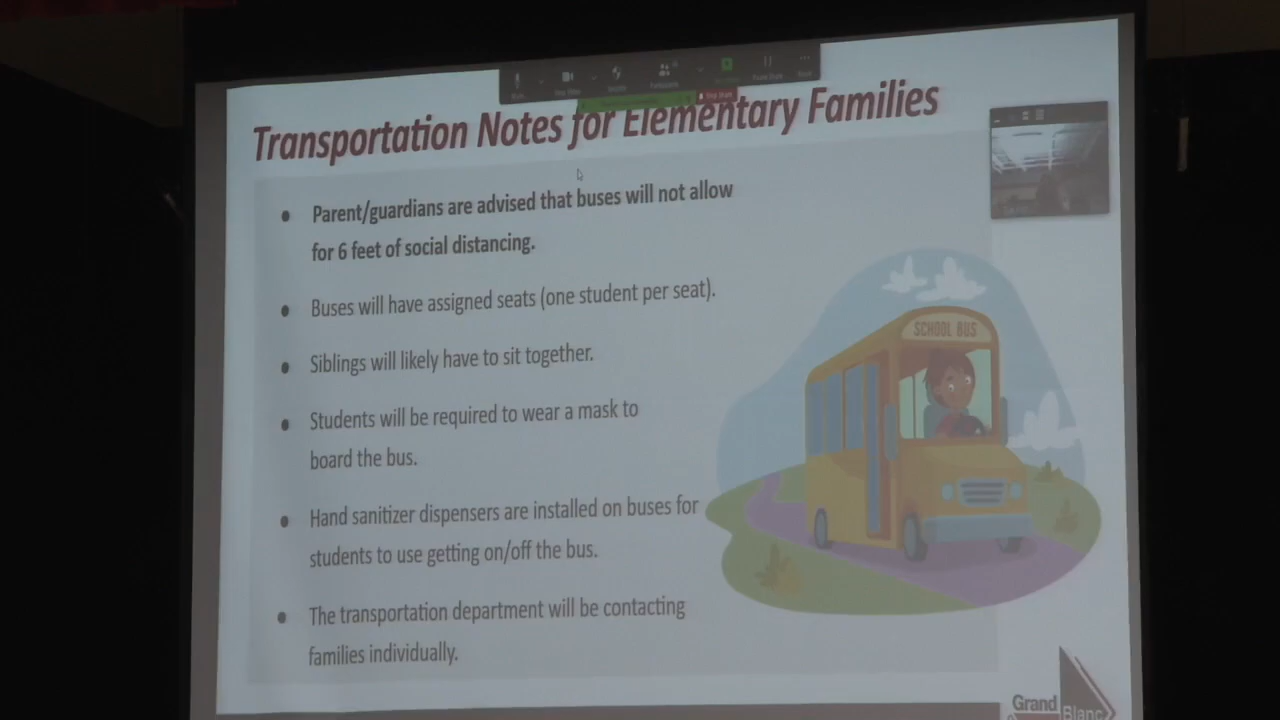 Transportation Notes for Elementary Families
• Parent/guardians are advised that buses will not allow
for 6 feet of social distancing.
• Buses will have assigned seats (one student per seat).
• Siblings will likely have to sit together.
• Students will be required to wear a mask to
board the bus.
• Hand sanitizer dispensers are installed on buses for
students to use getting on/off the bus.
• The transportation department will be contacting
families individually.
SCHOOL BUS
Grand
Blanc